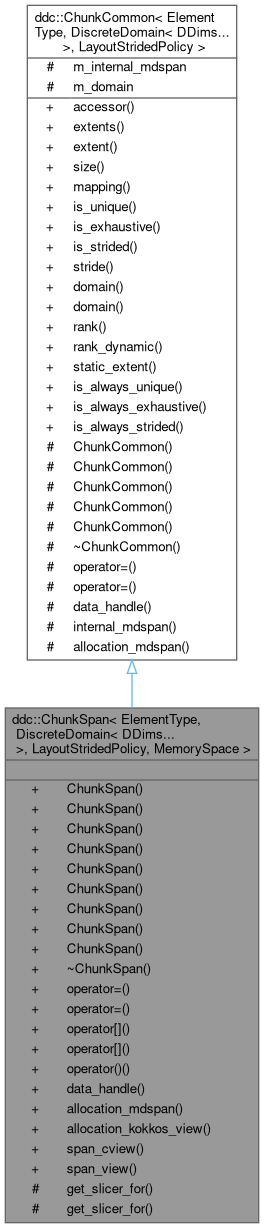 ddc::ChunkCommon< Element
Type, DiscreteDomain< DDims...
>, LayoutStridedPolicy >
# m_internal_mdspan
# m_domain
+ accessor()
+ extents()
+ extent()
+ size()
+ mapping()
+ is_unique()
+ is_exhaustive()
+ is_strided()
+ stride()
+ domain()
+ domain()
+ rank()
+ rank_dynamic()
+ static_extent()
+ is_always_unique()
+ is_always_exhaustive()
+ is_always_strided()
# ChunkCommon()
# ChunkCommon()
# ChunkCommon()
# ChunkCommon()
# ChunkCommon()
# ~ChunkCommon()
# operator=()
# operator=()
# data_handle()
# internal_mdspan()
# allocation_mdspan()
ddc::ChunkSpan< ElementType,
DiscreteDomain< DDims...
>, LayoutStridedPolicy, MemorySpace >
+ ChunkSpan()
+ ChunkSpan()
+ ChunkSpan()
+ ChunkSpan()
+ ChunkSpan()
+ ChunkSpan()
+ ChunkSpan()
+ ChunkSpan()
+ ChunkSpan()
+ ~ChunkSpan()
+ operator=()
+ operator=()
+ operator[]()
+ operator[]()
+ operator()()
+ data_handle()
+ allocation_mdspan()
+ allocation_kokkos_view()
+ span_cview()
+ span_view()
# get_slicer_for()
# get_slicer_for()